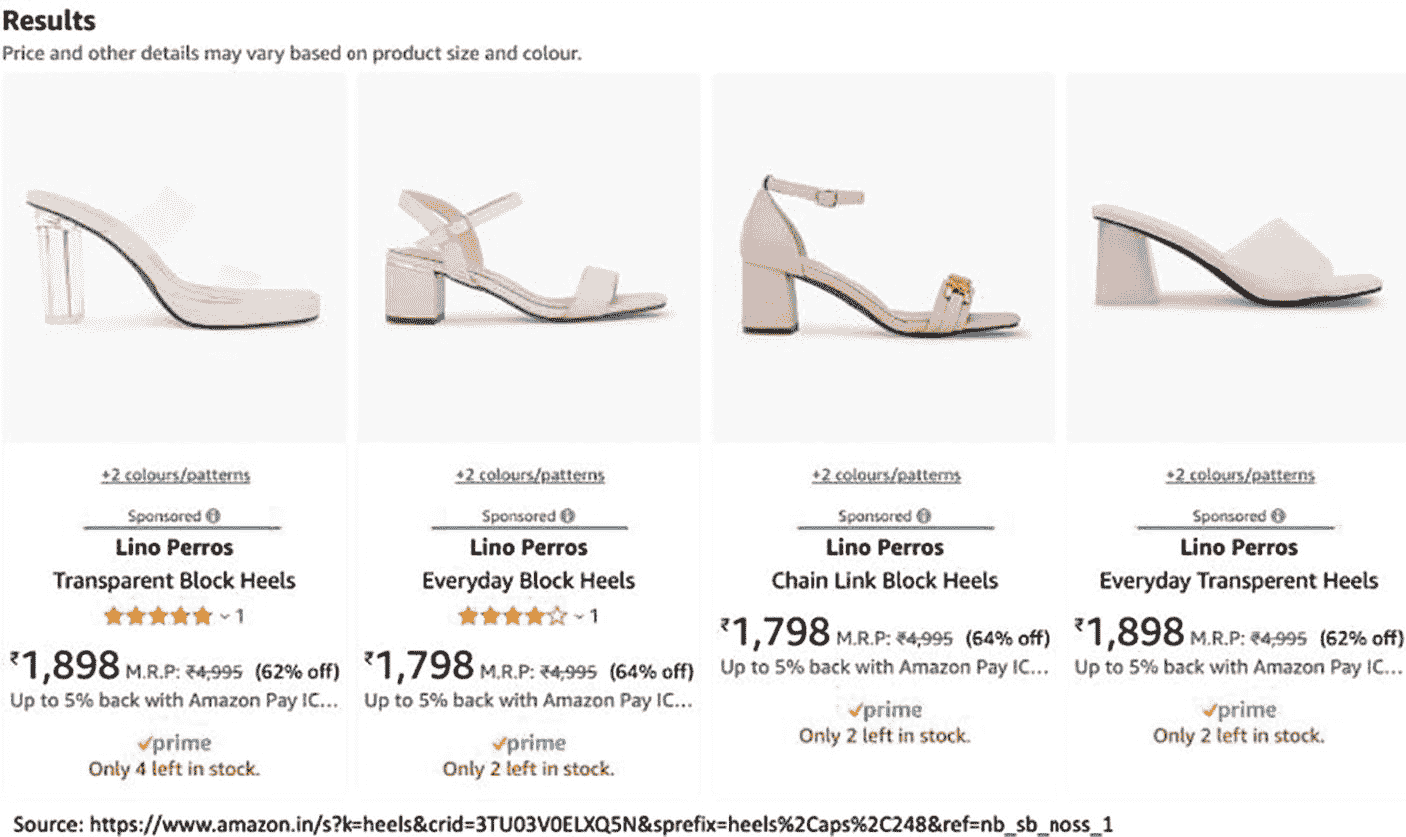 Results
Price and other details may vary based on product size and colour.
+2 colours/patterns
Sponsored
Lino Perros
Transparent Block Heels
1
₹1,898 M.R.P: ₹4,995 (62% off)
Up to 5% back with Amazon Pay IC...
prime
Only 4 left in stock.
+2 colours/patterns
Sponsored
Lino Perros
Everyday Block Heels
1
₹1,798 M.R.P: ₹4,995 (64% off)
Up to 5% back with Amazon Pay IC...
prime
Only 2 left in stock.
+2 colours/patterns
Sponsored
Lino Perros
Chain Link Block Heels
₹1,798 M.R.P: ₹4,995 (64% off)
Up to 5% back with Amazon Pay IC...
prime
Only 2 left in stock.
+2 colours/patterns
Sponsored
Lino Perros
Everyday Transperent Heels
₹1,898 M.R.P: ₹4,995 (62% off)
Up to 5% back with Amazon Pay IC...
prime
Only 2 left in stock.
Source: https://www.amazon.in/s?k=heels&crid=3TU03V0ELXQ5N&sprefix=heels%2Caps%2C248&ref=nb_sb_noss_1